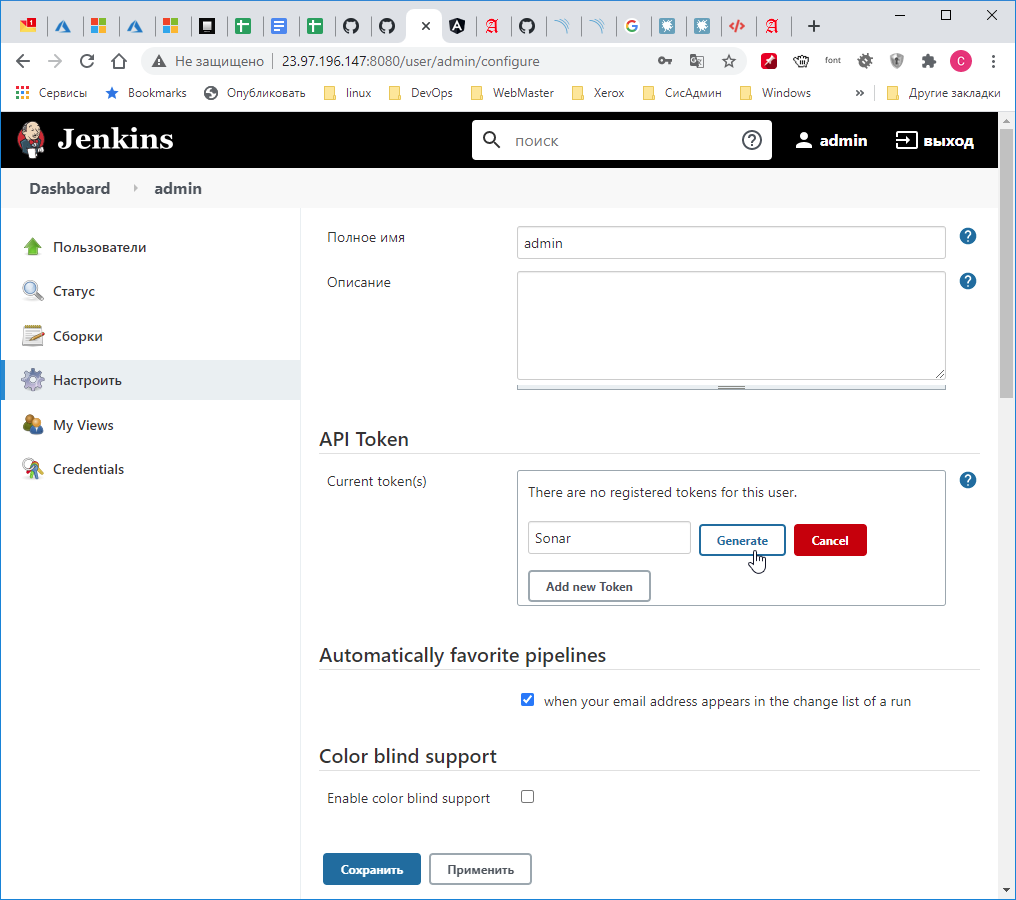 1
Не защищено 23.97.196.147:8080/user/admin/configure
font
C
Сервисы Bookmarks Опубликовать linux DevOps WebMaster Xerox СисАдмин Windows » Другие закладки
Jenkins поиск admin выход
Dashboard admin
Пользователи
Статус
Сборки
Настроить
My Views
Credentials
Полное имя admin
Описание
API Token
Current token(s)
There are no registered tokens for this user.
Sonar Generate Cancel
Add new Token
Automatically favorite pipelines
when your email address appears in the change list of a run
Color blind support
Enable color blind support
Сохранить Применить